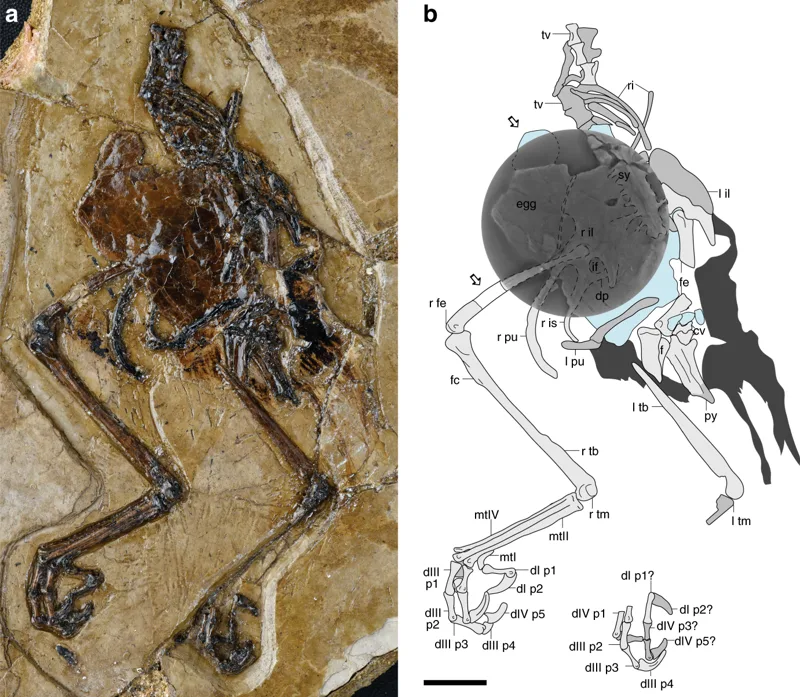 a
b
tv
ri
tv
sy
l il
egg
r il
if
fe
dp
r fe
r is
cv
r pu
l pu
f
fc
py
l tb
r tb
mtIV
r tm
l tm
mtII
mtI
dIII
p1
dI p1
dI p2
dI p1?
dI p2?
dIII
p2
dIV p5
dIV p1
dIV p3?
dIII p3
dIII p4
dIII p2
dIV p5?
dIII p3
dIII p4